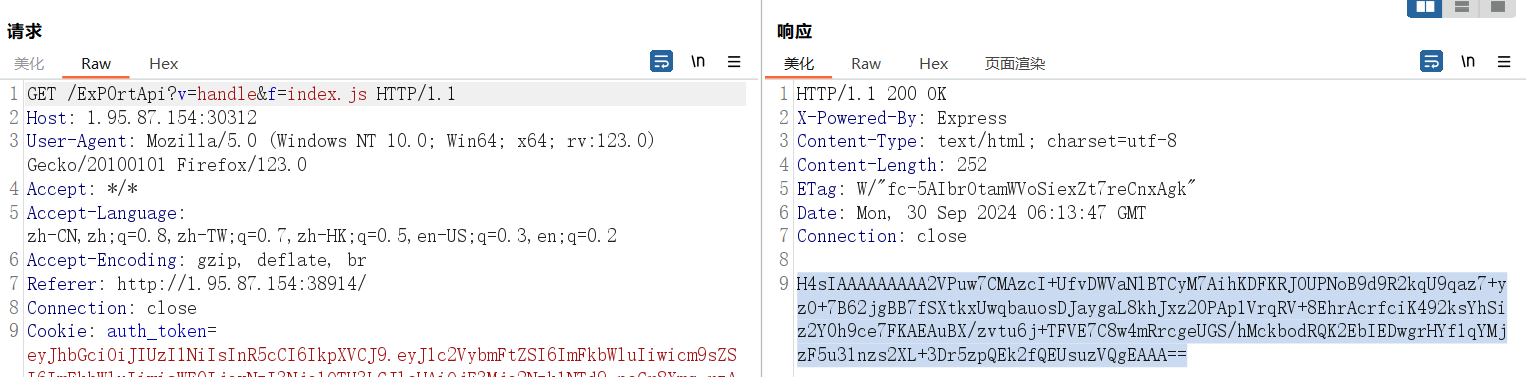 请求
美化 Raw Hex \n
1 GET /ExP0rtApi?v=handle&f=index.js HTTP/1.1
2 Host: 1.95.87.154:30312
3 User-Agent: Mozilla/5.0 (Windows NT 10.0; Win64; x64; rv:123.0)
Gecko/20100101 Firefox/123.0
4 Accept: */*
5 Accept-Language:
zh-CN,zh;q=0.8,zh-TW;q=0.7,zh-HK;q=0.5,en-US;q=0.3,en;q=0.2
6 Accept-Encoding: gzip, deflate, br
7 Referer: http://1.95.87.154:38914/
8 Connection: close
9 Cookie: auth_token=
eyJhbGciOiJIUzI1NiIsInR5cCI6IkpXVCJ9.eyJ1c2VybmFtZSI6ImFkbWluIiwicm9sZS
响应
美化 Raw Hex 页面渲染 \n
1 HTTP/1.1 200 OK
2 X-Powered-By: Express
3 Content-Type: text/html; charset=utf-8
4 Content-Length: 252
5 ETag: W/"fc-5AIbrOtamWVoSiexZt7reCnxAgk"
6 Date: Mon, 30 Sep 2024 06:13:47 GMT
7 Connection: close
8
9 H4sIAAAAAAAAA2VPuw7CMAzcI+UfvDWVaNlBTCyM7AihKDFKRJOUPNoB9d9R2kqU9qaz7+
yz0+7B62jgBB7fSXtkxUwqbauosDJaygaL8khJxz2OPAplVrqRV+8EhrAcrfciK492ksYhSi
z2Y0h9ce7FKAEAuBX/zvtu6j+TFVE7C8w4mRrcgeUGS/hMckbodRQK2EbIEDwgrHYf1qYMj
zF5u3lnzs2XL+3Dr5zpQEk2fQEUsuzVQgEAAA==